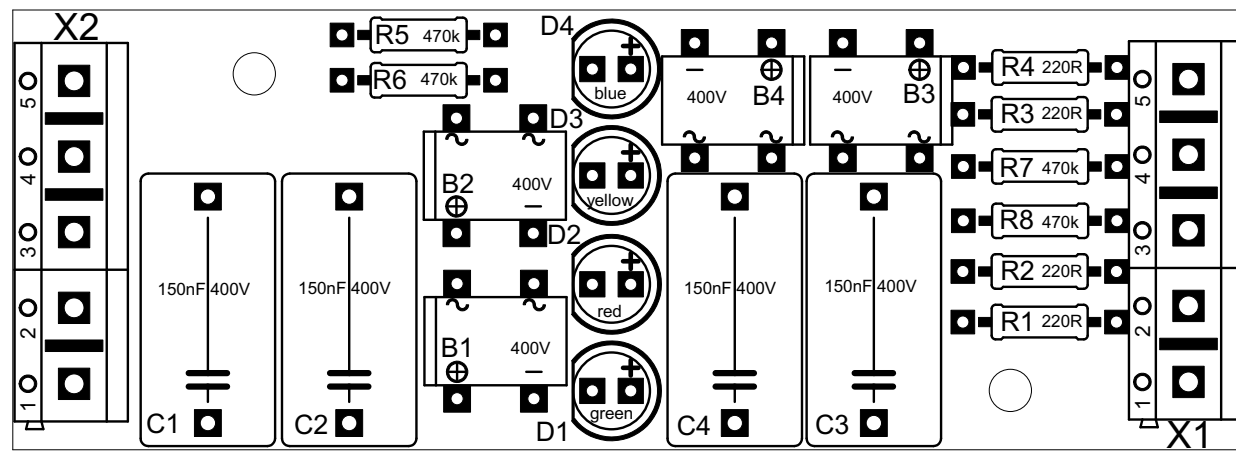 X2
5
4
3
2
1
R5 470k
R6 470k
D4
blue
D3
yellow
D2
red
D1
green
B2
400V
B1
400V
400V
B4
400V
B3
150nF 400V
C1
150nF 400V
C2
150nF 400V
C4
150nF 400V
C3
R4 220R
R3 220R
R7 470k
R8 470k
R2 220R
R1 220R
5
4
3
2
1
X1